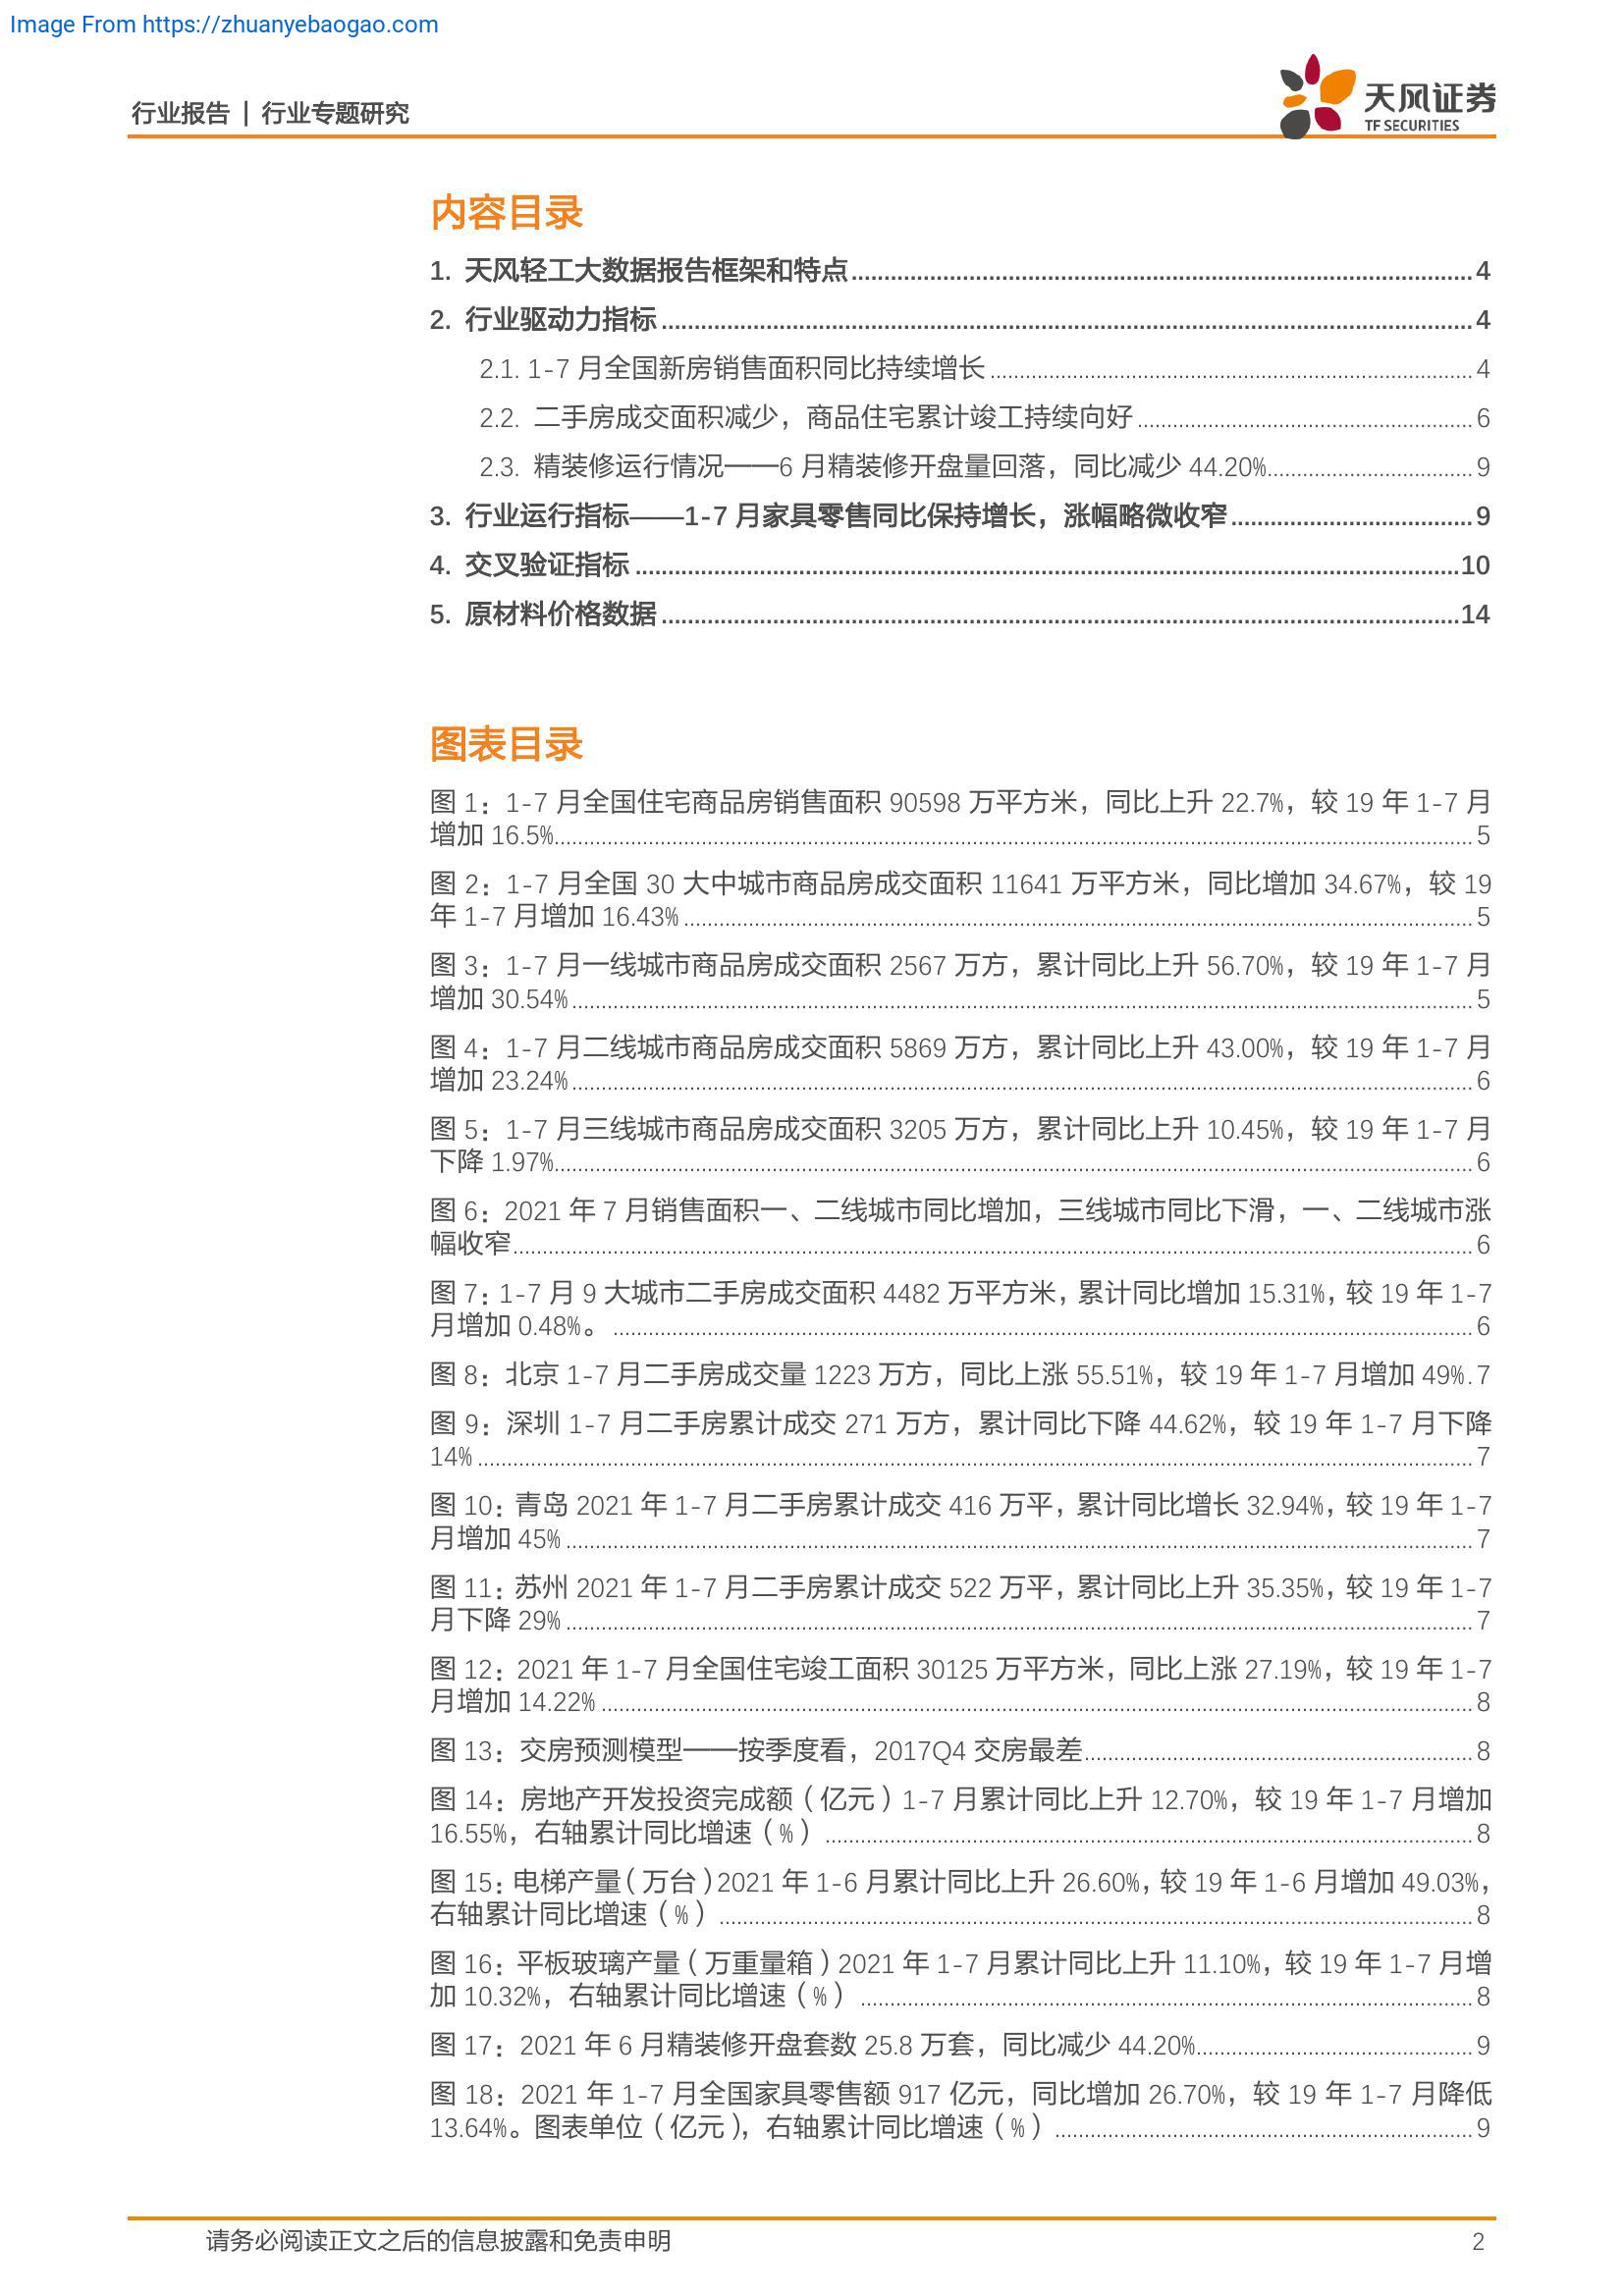 Image From https://zhuanyebaogao.com
行业报告 | 行业专题研究
天风证券
TF SECURITIES
内容目录
1. 天风轻工大数据报告框架和特点 4
2. 行业驱动力指标 4
2.1. 1-7 月全国新房销售面积同比持续增长 4
2.2. 二手房成交面积减少，商品住宅累计竣工持续向好 6
2.3. 精装修运行情况——6 月精装修开盘量回落，同比减少 44.20% 9
3. 行业运行指标——1-7 月家具零售同比保持增长，涨幅略微收窄 9
4. 交叉验证指标 10
5. 原材料价格数据 14
图表目录
图 1：1-7 月全国住宅商品房销售面积 90598 万平方米，同比上升 22.7%，较 19 年 1-7 月
增加 16.5% 5
图 2：1-7 月全国 30 大中城市商品房成交面积 11641 万平方米，同比增加 34.67%，较 19
年 1-7 月增加 16.43% 5
图 3：1-7 月一线城市商品房成交面积 2567 万方，累计同比上升 56.70%，较 19 年 1-7 月
增加 30.54% 5
图 4：1-7 月二线城市商品房成交面积 5869 万方，累计同比上升 43.00%，较 19 年 1-7 月
增加 23.24% 6
图 5：1-7 月三线城市商品房成交面积 3205 万方，累计同比上升 10.45%，较 19 年 1-7 月
下降 1.97% 6
图 6：2021 年 7 月销售面积一、二线城市同比增加，三线城市同比下滑，一、二线城市涨
幅收窄 6
图 7：1-7 月 9 大城市二手房成交面积 4482 万平方米，累计同比增加 15.31%，较 19 年 1-7
月增加 0.48%。 6
图 8：北京 1-7 月二手房成交量 1223 万方，同比上涨 55.51%，较 19 年 1-7 月增加 49%. 7
图 9：深圳 1-7 月二手房累计成交 271 万方，累计同比下降 44.62%，较 19 年 1-7 月下降
14% 7
图 10：青岛 2021 年 1-7 月二手房累计成交 416 万平，累计同比增长 32.94%，较 19 年 1-7
月增加 45% 7
图 11：苏州 2021 年 1-7 月二手房累计成交 522 万平，累计同比上升 35.35%，较 19 年 1-7
月下降 29% 7
图 12：2021 年 1-7 月全国住宅竣工面积 30125 万平方米，同比上涨 27.19%，较 19 年 1-7
月增加 14.22% 8
图 13：交房预测模型——按季度看，2017Q4 交房最差 8
图 14：房地产开发投资完成额（亿元）1-7 月累计同比上升 12.70%，较 19 年 1-7 月增加
16.55%，右轴累计同比增速（%） 8
图 15：电梯产量（万台）2021 年 1-6 月累计同比上升 26.60%，较 19 年 1-6 月增加 49.03%，
右轴累计同比增速（%） 8
图 16：平板玻璃产量（万重量箱）2021 年 1-7 月累计同比上升 11.10%，较 19 年 1-7 月增
加 10.32%，右轴累计同比增速（%） 8
图 17：2021 年 6 月精装修开盘套数 25.8 万套，同比减少 44.20% 9
图 18：2021 年 1-7 月全国家具零售额 917 亿元，同比增加 26.70%，较 19 年 1-7 月降低
13.64%。图表单位（亿元），右轴累计同比增速（%） 9
请务必阅读正文之后的信息披露和免责申明
2